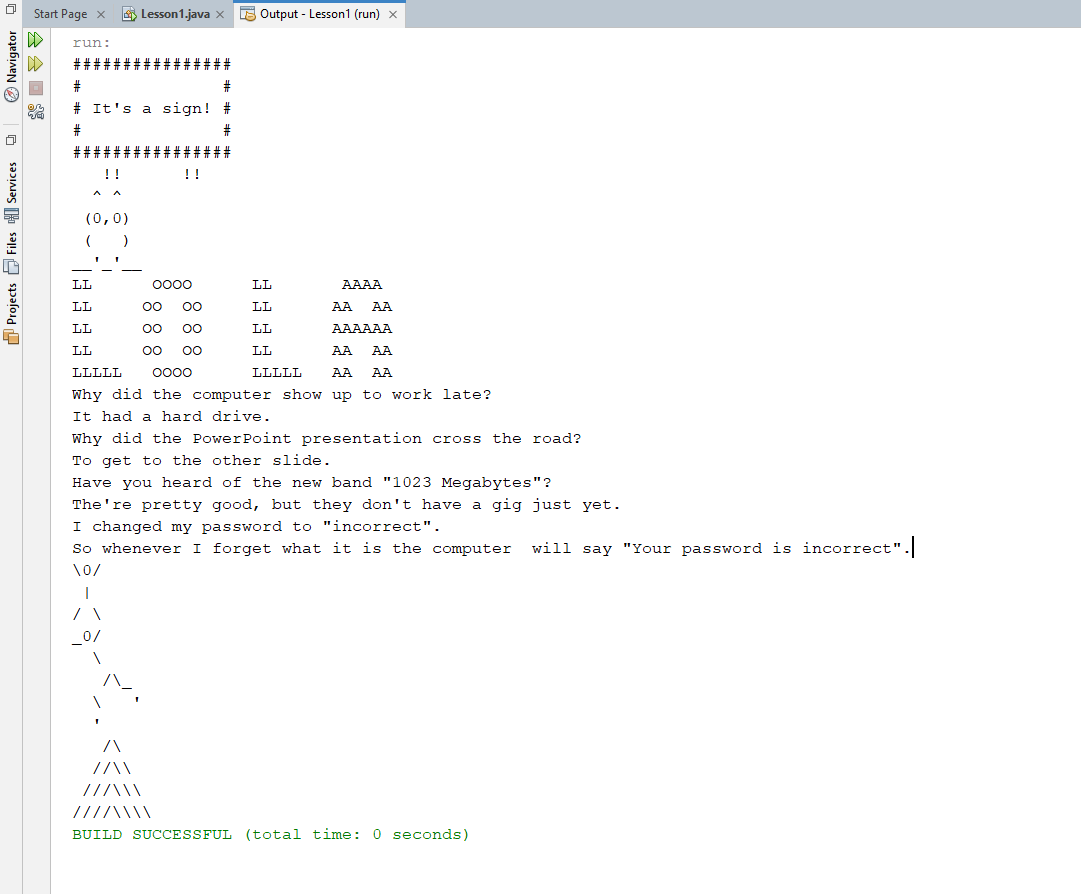 Start Page
Lesson1.java
Output - Lesson1 (run)
Navigator
Services
Files
Projects
run:
################
#              #
# It's a sign! #
#              #
################
   !!      !!
  ^ ^
 (0,0)
 (   )
__'_'__
LL      OOOO      LL       AAAA
LL     OO  OO     LL      AA  AA
LL     OO  OO     LL      AAAAAA
LL     OO  OO     LL      AA  AA
LLLLL   OOOO      LLLLL   AA  AA
Why did the computer show up to work late?
It had a hard drive.
Why did the PowerPoint presentation cross the road?
To get to the other slide.
Have you heard of the new band "1023 Megabytes"?
The're pretty good, but they don't have a gig just yet.
I changed my password to "incorrect".
So whenever I forget what it is the computer  will say "Your password is incorrect".
\0/
 |
/ \
_0/
  \
   /\_
  \   '
  '
   /\
  //\\
 ///\\\
////\\\\
BUILD SUCCESSFUL (total time: 0 seconds)